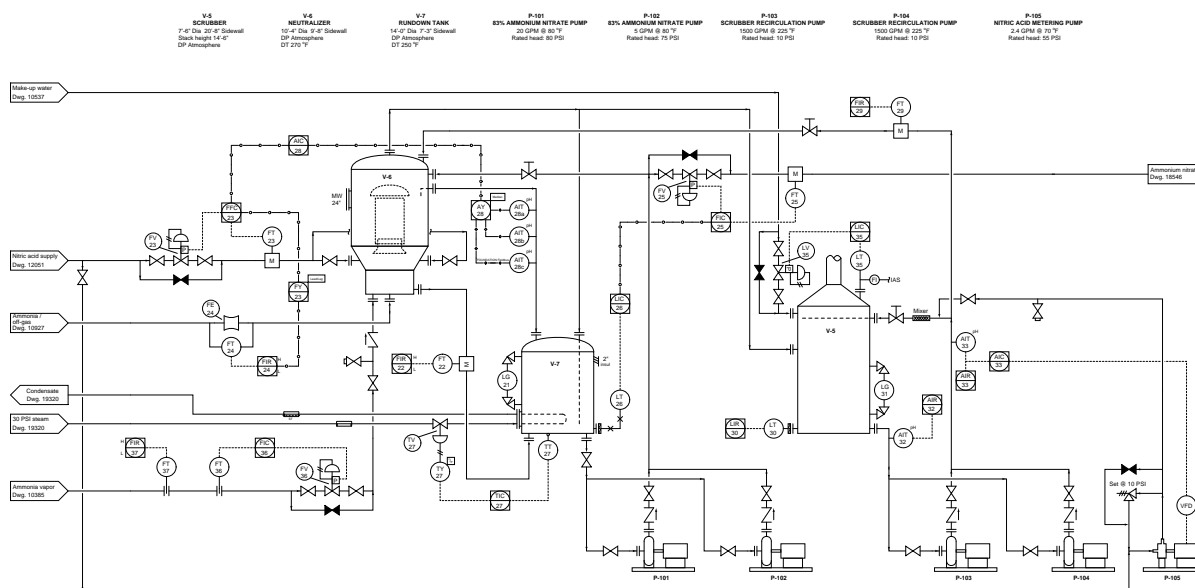 V-5
SCRUBBER
7'-6" Dia 20'-8" Sidewall
Stack height 14'-6"
DP Atmosphere
V-6
NEUTRALIZER
10'-4" Dia 9'-8" Sidewall
DP Atmosphere
DT 270 °F
V-7
RUNDOWN TANK
14'-0" Dia 7'-3" Sidewall
DP Atmosphere
DT 250 °F
P-101
83% AMMONIUM NITRATE PUMP
20 GPM @ 80 °F
Rated head: 80 PSI
P-102
83% AMMONIUM NITRATE PUMP
5 GPM @ 80 °F
Rated head: 75 PSI
P-103
SCRUBBER RECIRCULATION PUMP
1500 GPM @ 225 °F
Rated head: 10 PSI
P-104
SCRUBBER RECIRCULATION PUMP
1500 GPM @ 225 °F
Rated head: 10 PSI
P-105
NITRIC ACID METERING PUMP
2.4 GPM @ 70 °F
Rated head: 55 PSI
Make-up water
Dwg. 10537
FIR
29
FT
29
M
AIC
28
V-6
MW
24"
Ammonium nitrate
Dwg. 18546
M
FV
25
P
FT
25
FIC
25
AY
28
AIT
28a
pH
AIT
28b
pH
AIT
28c
pH
FFC
23
FV
23
P
FT
23
M
Nitric acid supply
Dwg. 12051
FY
23
LIC
35
LV
35
LT
35
FI
IAS
LIC
26
FE
24
Ammonia /
off-gas
Dwg. 10927
FT
24
FIR
24
H
L
V-5
Mixer
AIT
33
pH
AIC
33
AIR
33
FIR
22
H
L
FT
22
M
V-7
2"
LG
21
LT
26
LG
31
AIR
32
AIT
32
pH
LIR
30
LT
30
Condensate
Dwg. 19320
30 PSI steam
Dwg. 19320
TV
27
TY
27
TT
27
TIC
27
FIR
37
H
L
FT
37
FT
36
FIC
36
FV
36
P
Ammonia vapor
Dwg. 10385
Set @ 10 PSI
VFD
P-101
P-102
P-103
P-104
P-105